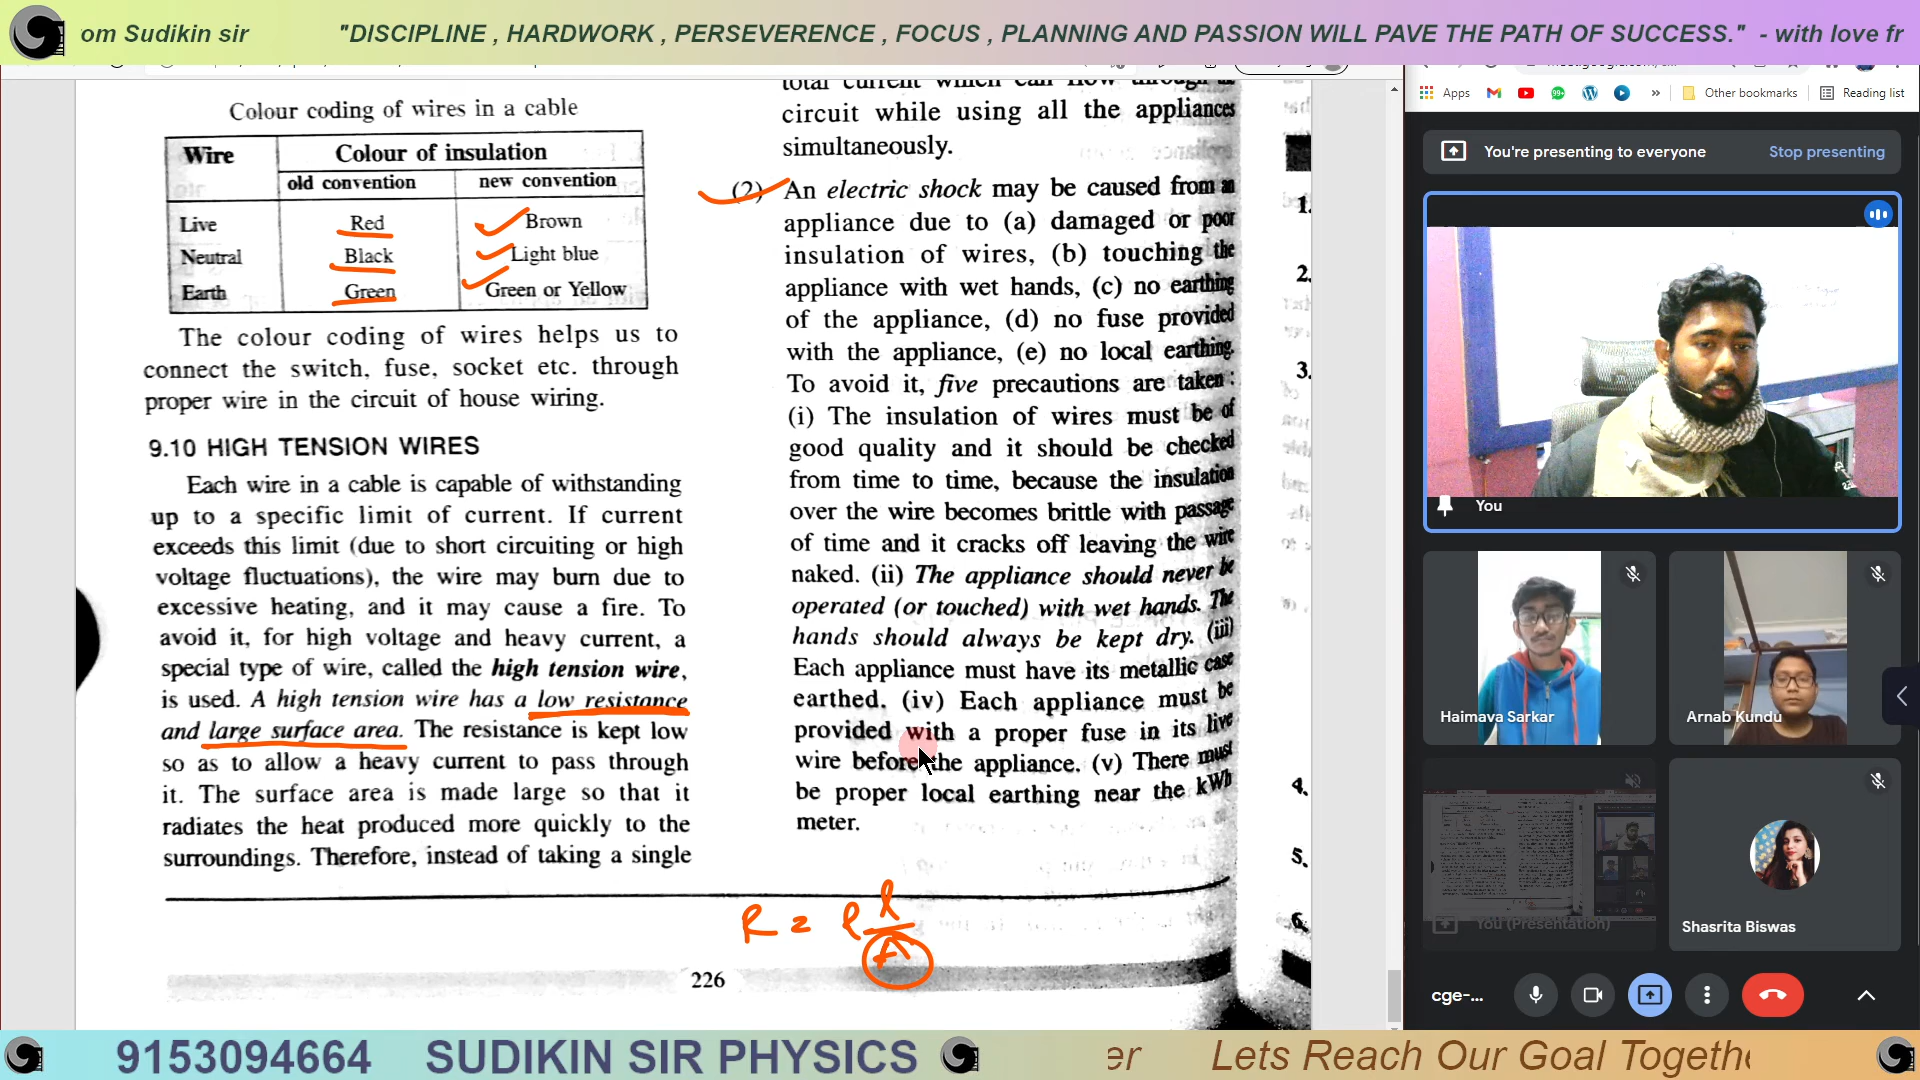 om Sudikin sir
"DISCIPLINE , HARDWORK , PERSEVERENCE , FOCUS , PLANNING AND PASSION WILL PAVE THE PATH OF SUCCESS." - with love fr
Colour coding of wires in a cable
Wire Colour of insulation
old convention new convention
Live Red Brown
Neutral Black Light blue
Earth Green Green or Yellow
The colour coding of wires helps us to
connect the switch, fuse, socket etc. through
proper wire in the circuit of house wiring.
9.10 HIGH TENSION WIRES
Each wire in a cable is capable of withstanding
up to a specific limit of current. If current
exceeds this limit (due to short circuiting or high
voltage fluctuations), the wire may burn due to
excessive heating, and it may cause a fire. To
avoid it, for high voltage and heavy current, a
special type of wire, called the high tension wire,
is used. A high tension wire has a low resistance
and large surface area. The resistance is kept low
so as to allow a heavy current to pass through
it. The surface area is made large so that it
radiates the heat produced more quickly to the
surroundings. Therefore, instead of taking a single
total current which can flow through
circuit while using all the appliances
simultaneously.
(2) An electric shock may be caused from an
appliance due to (a) damaged or poor
insulation of wires, (b) touching the
appliance with wet hands, (c) no earthing
of the appliance, (d) no fuse provided
with the appliance, (e) no local earthing.
To avoid it, five precautions are taken :
(i) The insulation of wires must be of
good quality and it should be checked
from time to time, because the insulation
over the wire becomes brittle with passage
of time and it cracks off leaving the wire
naked. (ii) The appliance should never be
operated (or touched) with wet hands. The
hands should always be kept dry. (iii)
Each appliance must have its metallic case
earthed. (iv) Each appliance must be
provided with a proper fuse in its live
wire before the appliance. (v) There must
be proper local earthing near the kWh
meter.
R = ρ l
A
226
1.
2.
3.
4.
5.
6.
Apps Other bookmarks Reading list
You're presenting to everyone Stop presenting
You
Haimava Sarkar
Arnab Kundu
You (Presentation)
Shasrita Biswas
cge-...
9153094664 SUDIKIN SIR PHYSICS er Lets Reach Our Goal Togethe